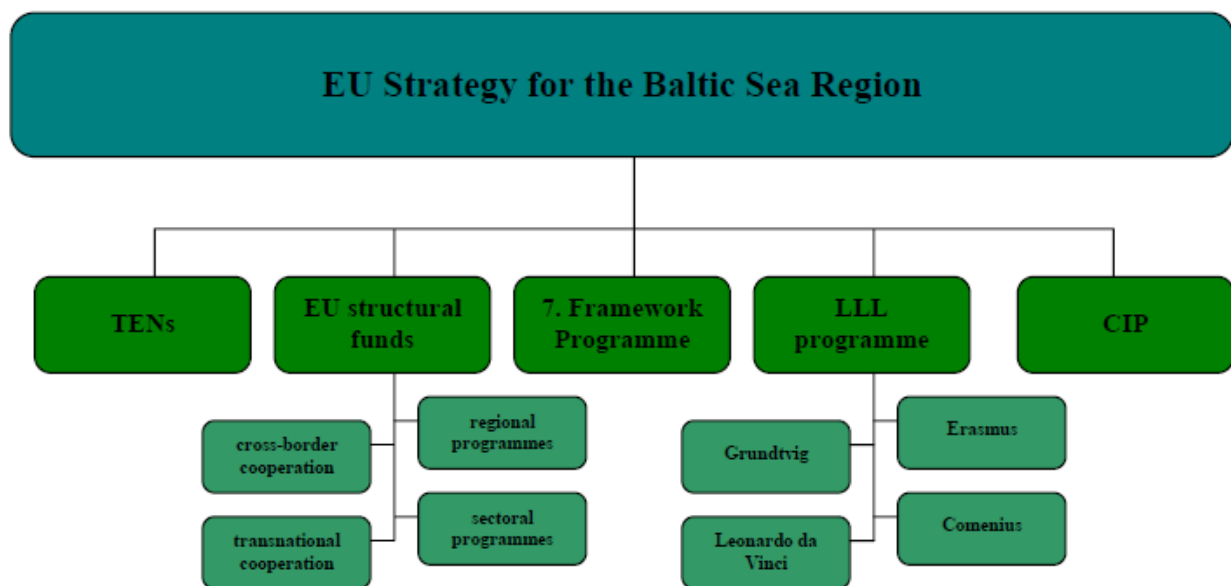 EU Strategy for the Baltic Sea Region
TENs
EU structural
funds
7. Framework
Programme
LLL
programme
CIP
cross-border
cooperation
regional
programmes
transnational
cooperation
sectoral
programmes
Grundtvig
Erasmus
Leonardo da
Vinci
Comenius